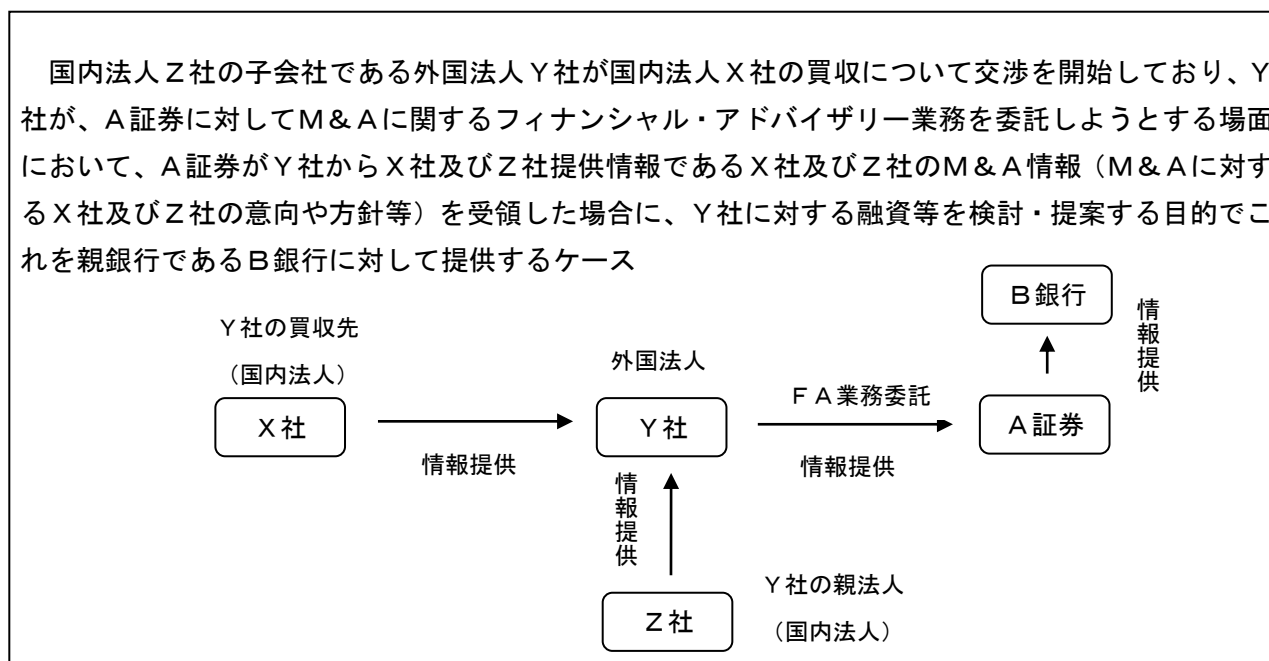 国内法人Z社の子会社である外国法人Y社が国内法人X社の買収について交渉を開始しており、Y
社が、A証券に対してM&Aに関するフィナンシャル・アドバイザリー業務を委託しようとする場面
において、A証券がY社からX社及びZ社提供情報であるX社及びZ社のM&A情報（M&Aに対す
るX社及びZ社の意向や方針等）を受領した場合に、Y社に対する融資等を検討・提案する目的でこ
れを親銀行であるB銀行に対して提供するケース
B銀行
情報提供
Y社の買収先
（国内法人）
X社
情報提供
外国法人
Y社
FA業務委託
情報提供
A証券
情報提供
Z社
Y社の親法人
（国内法人）